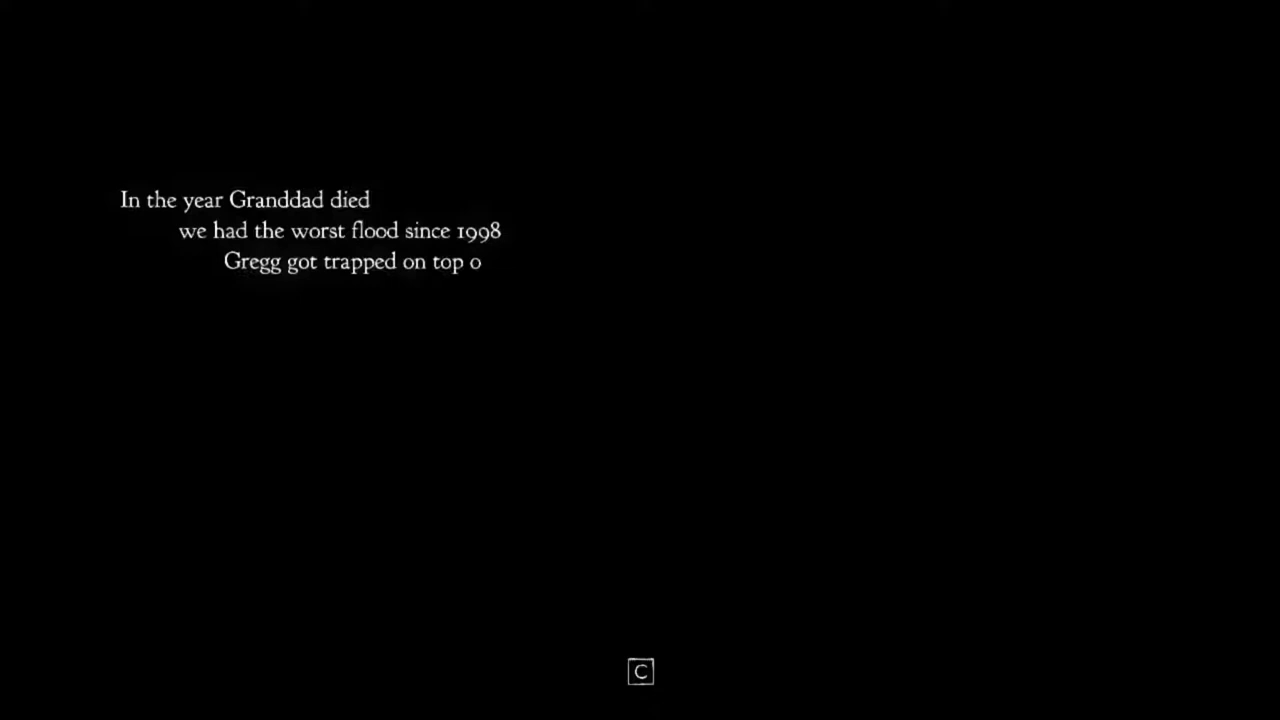 In the year Granddad died
we had the worst flood since 1998
Gregg got trapped on top o
C